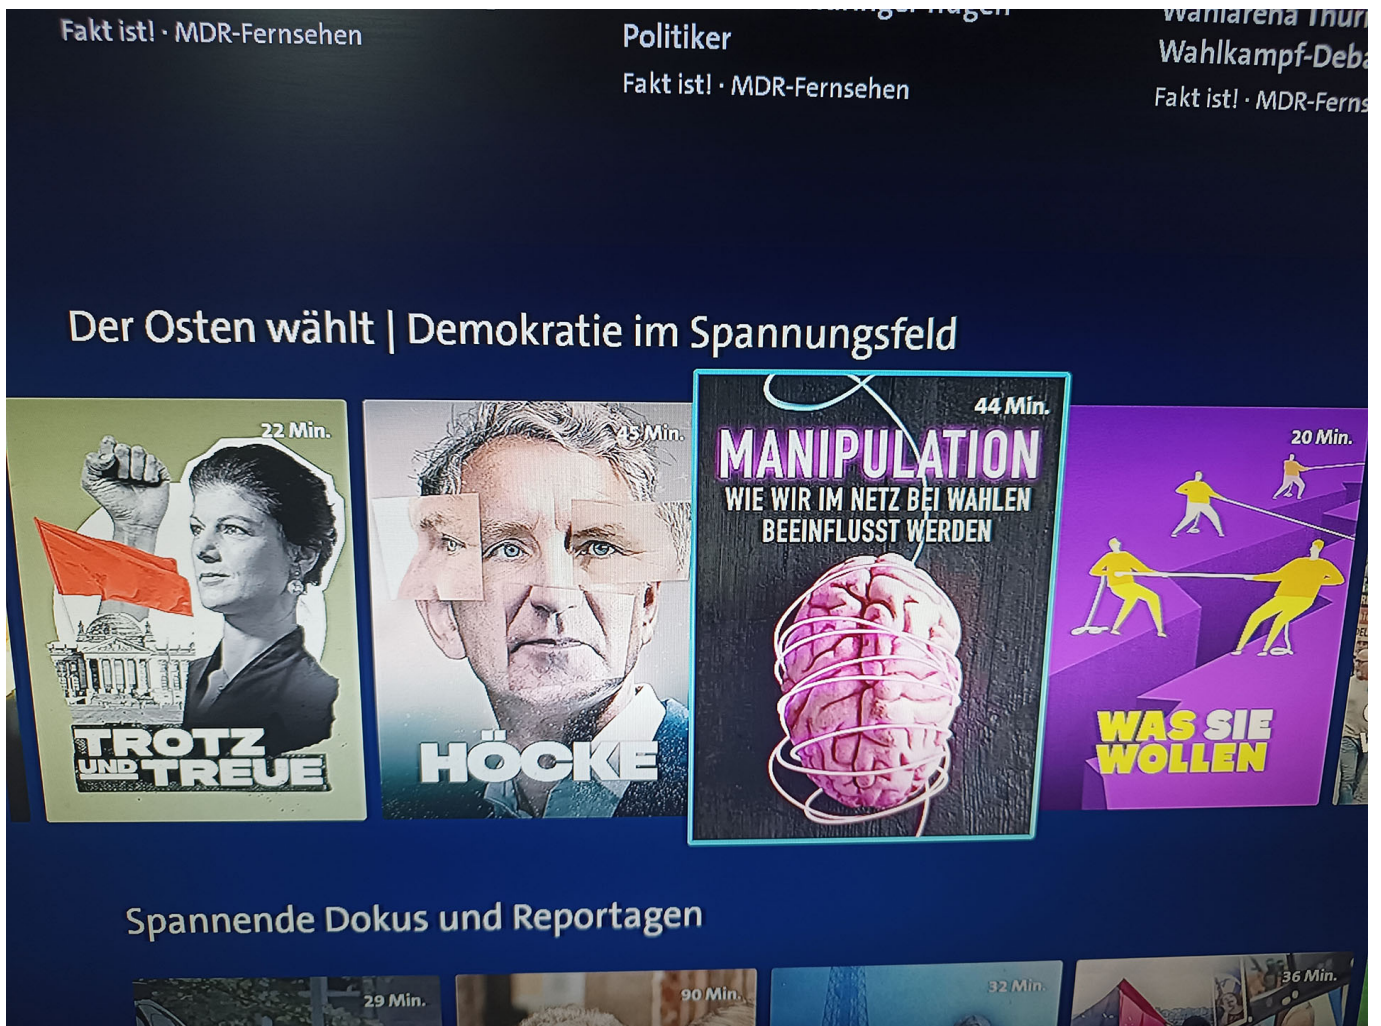 Fakt ist! · MDR-Fernsehen
Politiker
Fakt ist! · MDR-Fernsehen
Wahlarena
Wahlkampf-Deba
Fakt ist! · MDR-Ferns
Der Osten wählt | Demokratie im Spannungsfeld
22 Min.
TROTZ
UND TREUE
45 Min.
HÖCKE
44 Min.
MANIPULATION
WIE WIR IM NETZ BEI WAHLEN
BEEINFLUSST WERDEN
20 Min.
WAS SIE
WOLLEN
Spannende Dokus und Reportagen
29 Min.
90 Min.
32 Min.
36 Min.